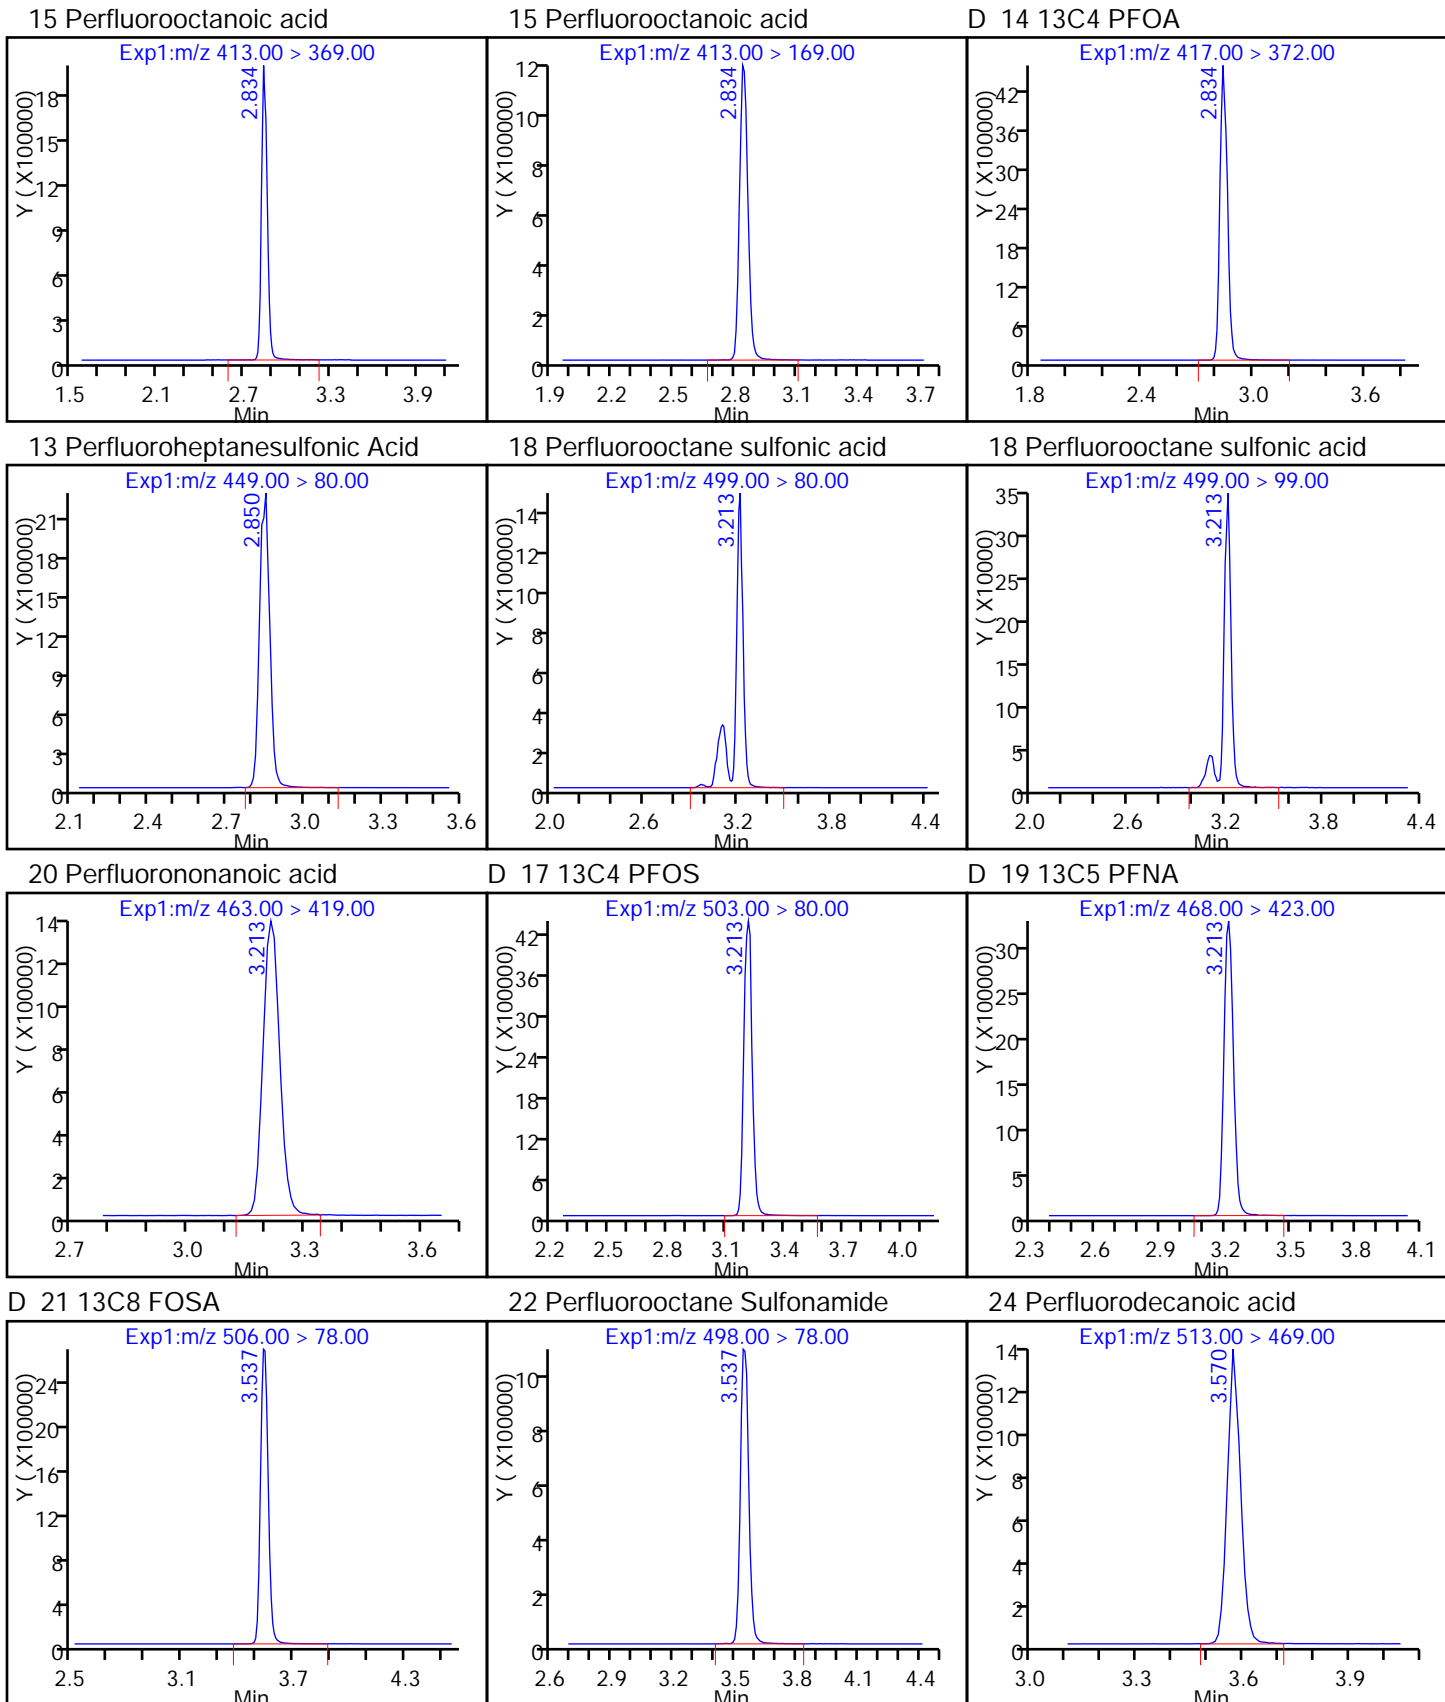 15 Perfluorooctanoic acid
Exp1:m/z 413.00 > 369.00
2.834
Y ( X100000)
18
15
12
9
6
3
0
1.5 2.1 2.7 3.3 3.9
Min
15 Perfluorooctanoic acid
Exp1:m/z 413.00 > 169.00
2.834
Y ( X100000)
12
10
8
6
4
2
0
1.9 2.2 2.5 2.8 3.1 3.4 3.7
Min
D 14 13C4 PFOA
Exp1:m/z 417.00 > 372.00
2.834
Y ( X100000)
42
36
30
24
18
12
6
0
1.8 2.4 3.0 3.6
Min
13 Perfluoroheptanesulfonic Acid
Exp1:m/z 449.00 > 80.00
2.850
Y ( X100000)
21
18
15
12
9
6
3
0
2.1 2.4 2.7 3.0 3.3 3.6
Min
18 Perfluorooctane sulfonic acid
Exp1:m/z 499.00 > 80.00
3.213
Y ( X100000)
14
12
10
8
6
4
2
0
2.0 2.6 3.2 3.8 4.4
Min
18 Perfluorooctane sulfonic acid
Exp1:m/z 499.00 > 99.00
3.213
Y ( X10000)
35
30
25
20
15
10
5
0
2.0 2.6 3.2 3.8 4.4
Min
20 Perfluorononanoic acid
Exp1:m/z 463.00 > 419.00
3.213
Y ( X100000)
14
12
10
8
6
4
2
0
2.7 3.0 3.3 3.6
Min
D 17 13C4 PFOS
Exp1:m/z 503.00 > 80.00
3.213
Y ( X100000)
42
36
30
24
18
12
6
0
2.2 2.5 2.8 3.1 3.4 3.7 4.0
Min
D 19 13C5 PFNA
Exp1:m/z 468.00 > 423.00
3.213
Y ( X100000)
30
25
20
15
10
5
0
2.3 2.6 2.9 3.2 3.5 3.8 4.1
Min
D 21 13C8 FOSA
Exp1:m/z 506.00 > 78.00
3.537
Y ( X100000)
24
20
16
12
8
4
0
2.5 3.1 3.7 4.3
Min
22 Perfluorooctane Sulfonamide
Exp1:m/z 498.00 > 78.00
3.537
Y ( X1000000)
10
8
6
4
2
0
2.6 2.9 3.2 3.5 3.8 4.1 4.4
Min
24 Perfluorodecanoic acid
Exp1:m/z 513.00 > 469.00
3.570
Y ( X100000)
14
12
10
8
6
4
2
0
3.0 3.3 3.6 3.9
Min